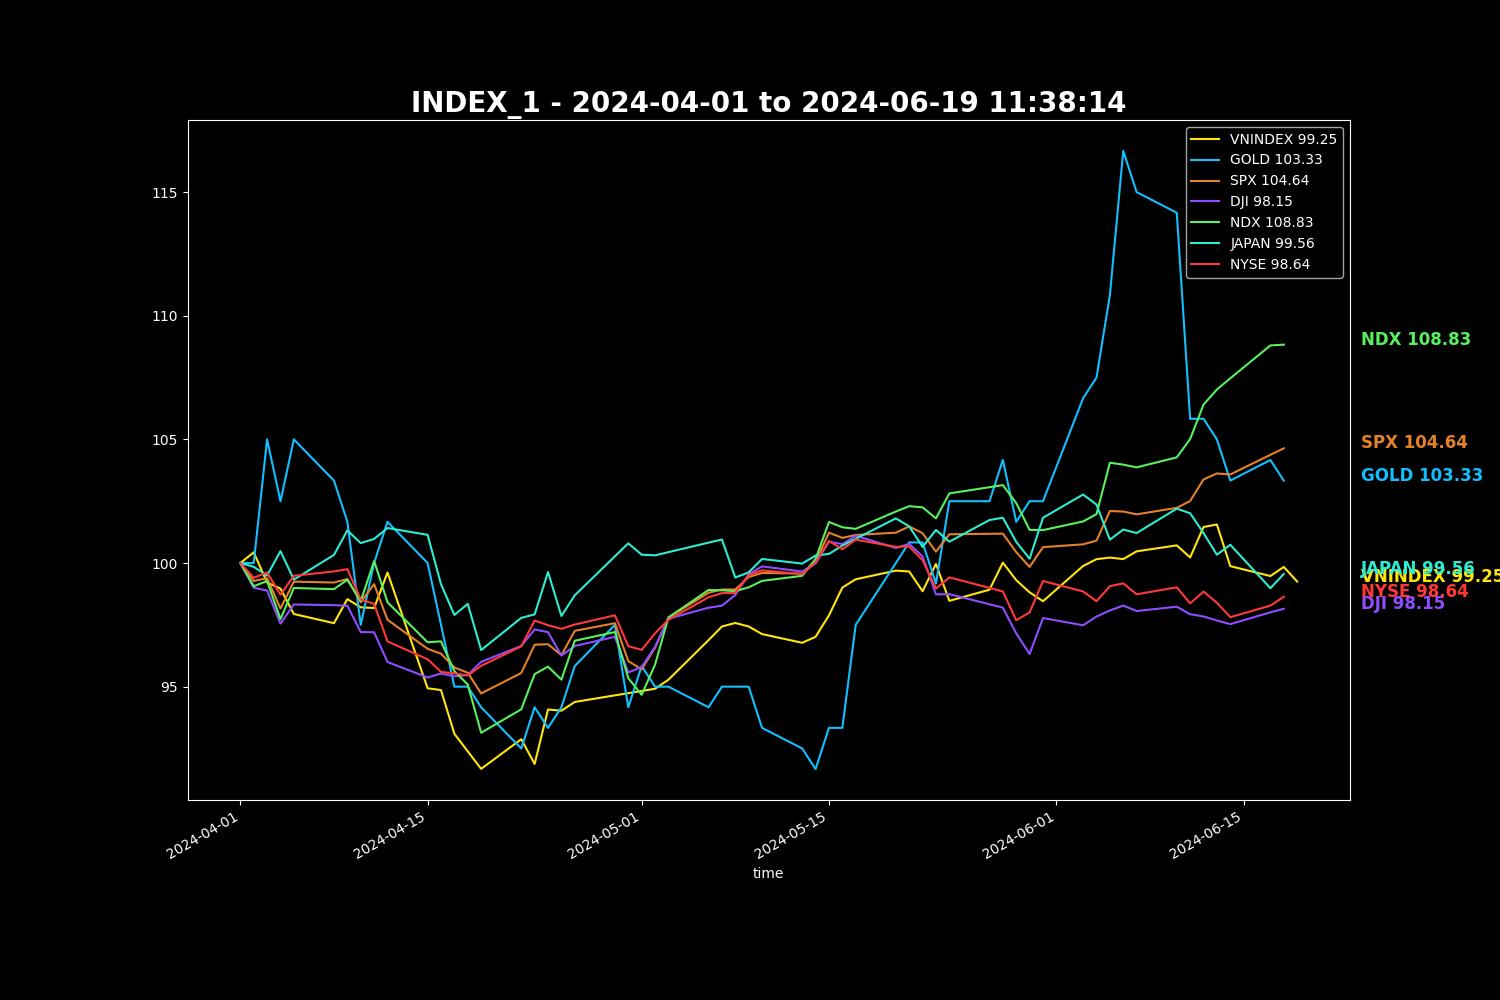 INDEX_1 - 2024-04-01 to 2024-06-19 11:38:14
VNINDEX 99.25
GOLD 103.33
SPX 104.64
DJI 98.15
NDX 108.83
JAPAN 99.56
NYSE 98.64
115
110
105
100
95
NDX 108.83
SPX 104.64
GOLD 103.33
JAPAN 99.56
VNINDEX 99.25
NYSE 98.64
DJI 98.15
2024-04-01
2024-04-15
2024-05-01
2024-05-15
2024-06-01
2024-06-15
time